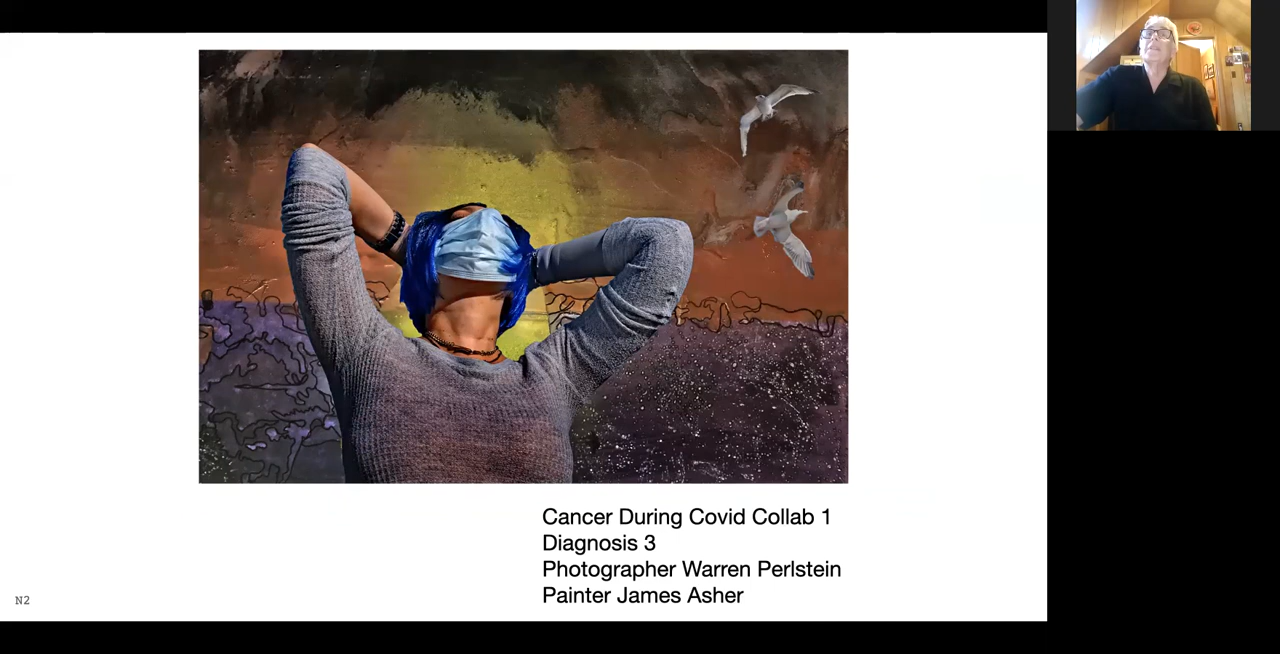 Cancer During Covid Collab 1
Diagnosis 3
Photographer Warren Perlstein
Painter James Asher
N2